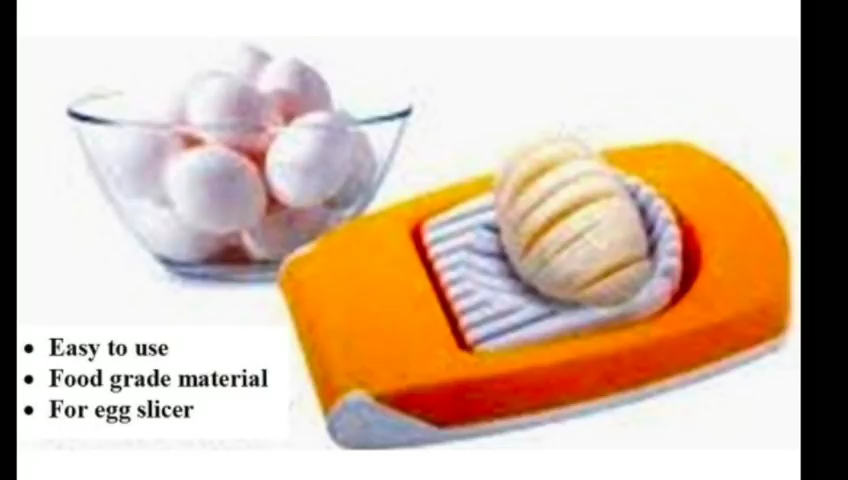 • Easy to use
• Food grade material
• For egg slicer